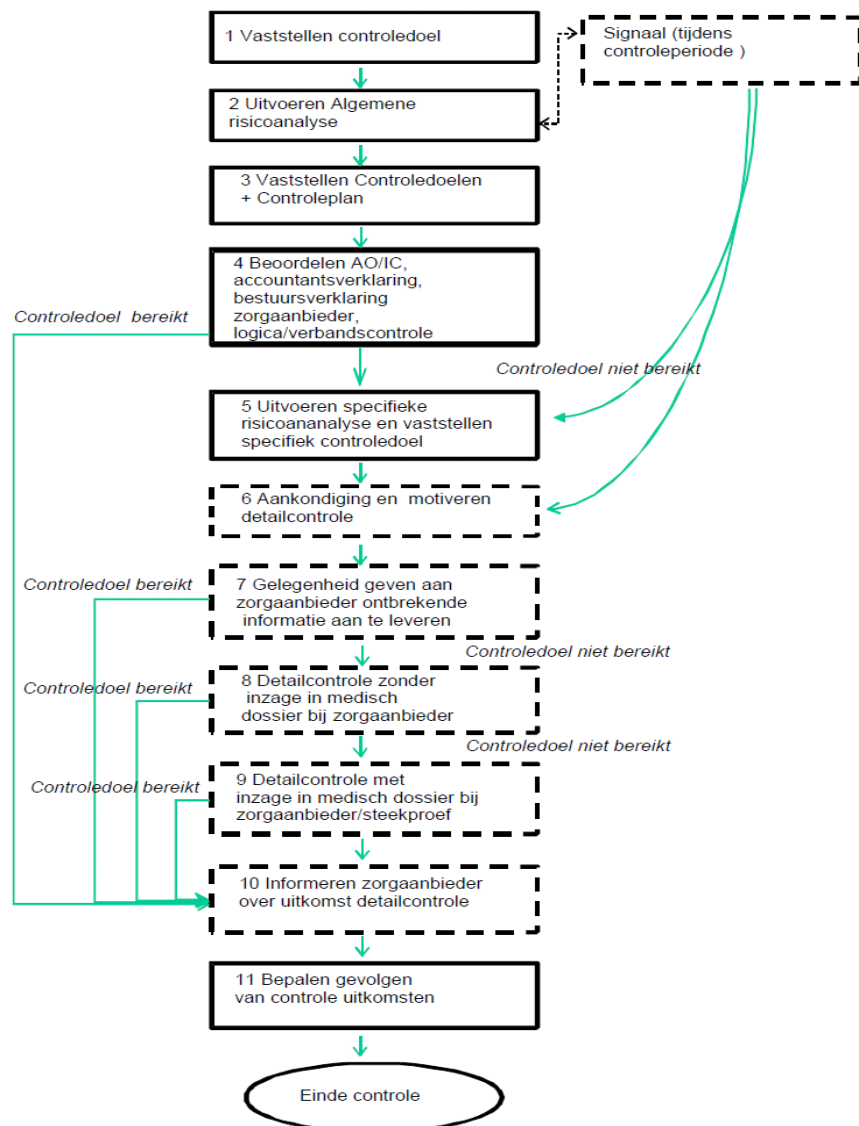 1 Vaststellen controledoel
Signaal (tijdens
controleperiode )
2 Uitvoeren Algemene
risicoanalyse
3 Vaststellen Controledoelen
+ Controleplan
4 Beoordelen AO/IC,
accountantsverklaring,
bestuursverklaring
zorgaanbieder,
logica/verbandscontrole
Controledoel bereikt
Controledoel niet bereikt
5 Uitvoeren specifieke
risicoananalyse en vaststellen
specifiek controledoel
6 Aankondiging en motiveren
detailcontrole
Controledoel bereikt
7 Gelegenheid geven aan
zorgaanbieder ontbrekende
informatie aan te leveren
Controledoel niet bereikt
Controledoel bereikt
8 Detailcontrole zonder
inzage in medisch
dossier bij zorgaanbieder
Controledoel niet bereikt
Controledoel bereikt
9 Detailcontrole met
inzage in medisch dossier bij
zorgaanbieder/steekproef
10 Informeren zorgaanbieder
over uitkomst detailcontrole
11 Bepalen gevolgen
van controle uitkomsten
Einde controle